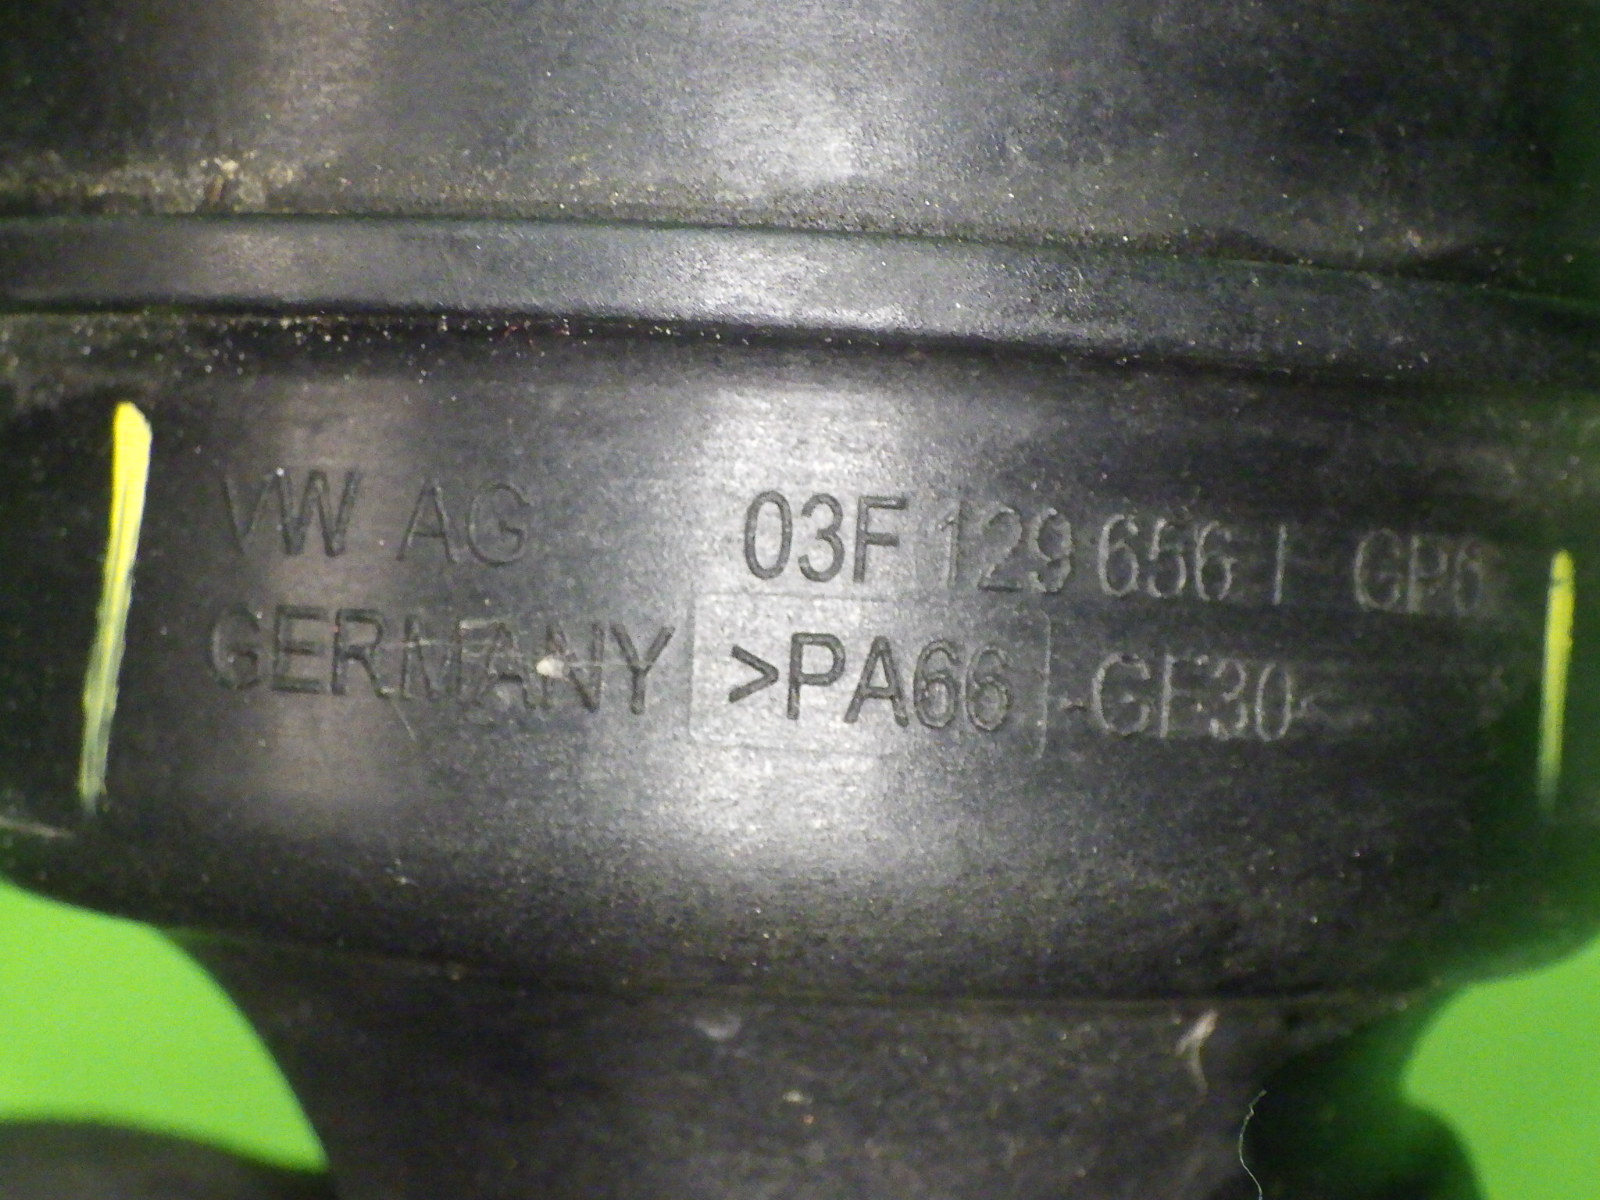 VW AG 03F 129 656 GP6
GERMANY >PA66-GF30<